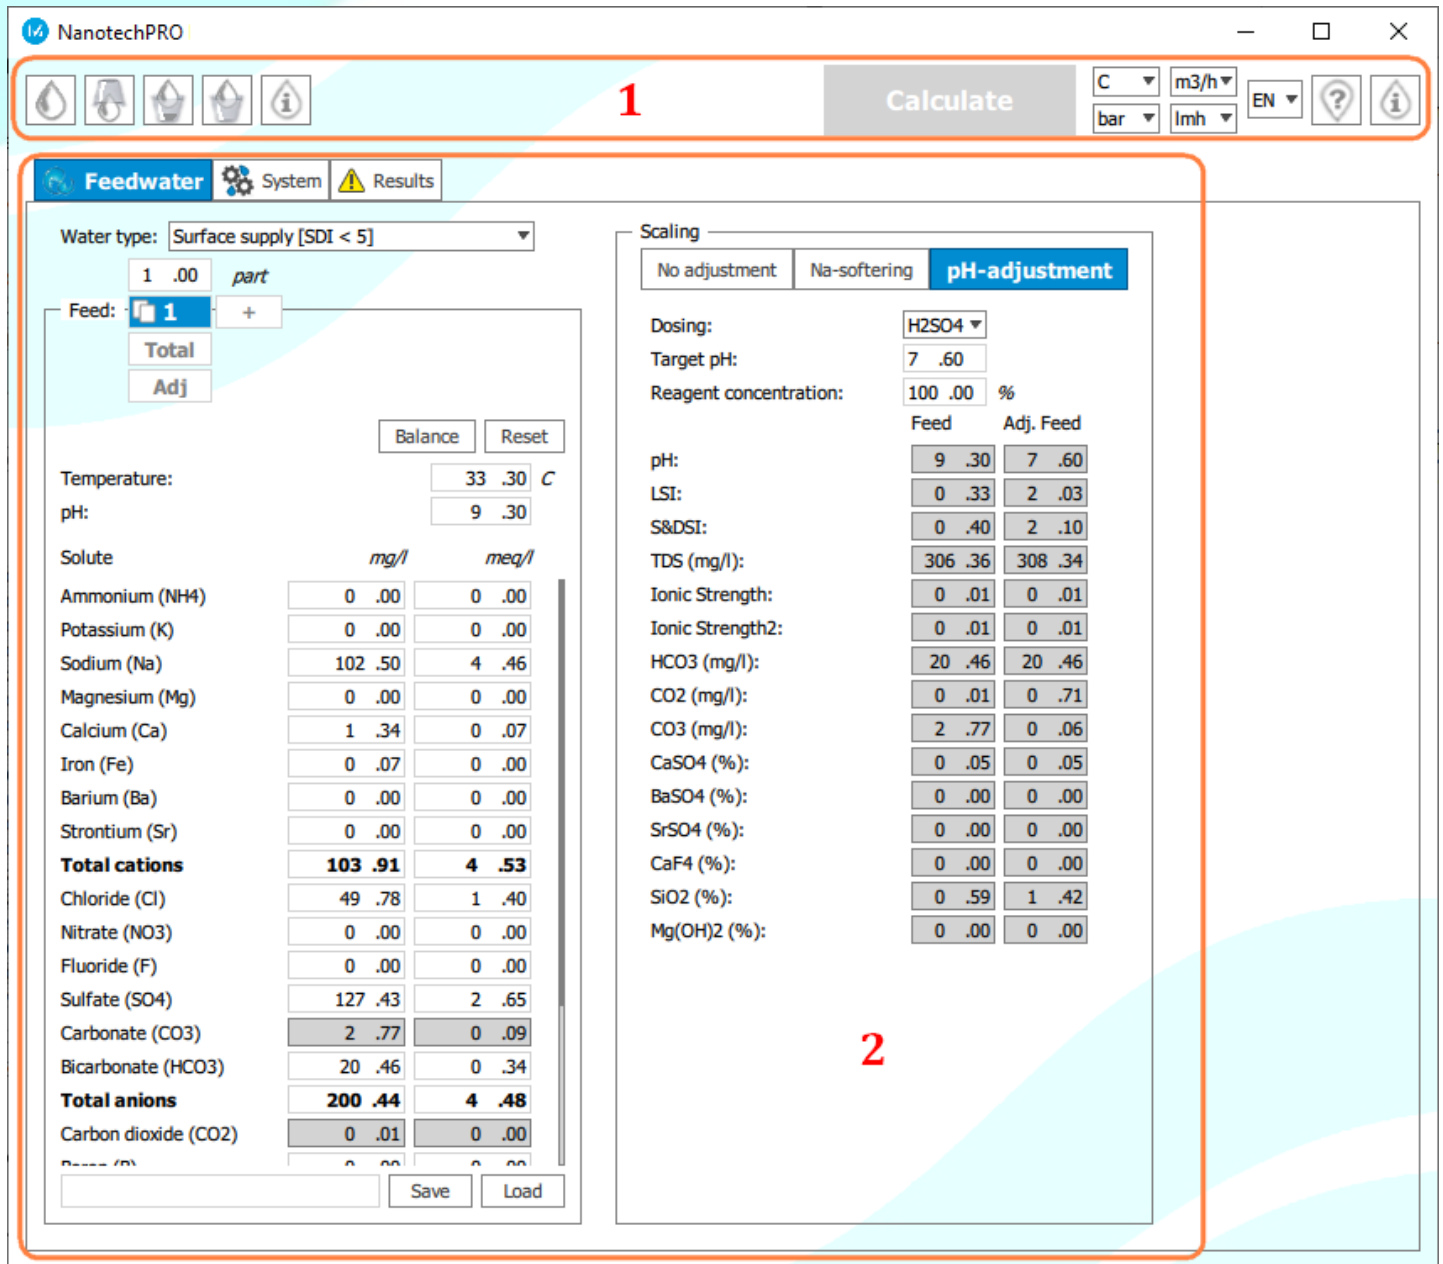 NanotechPRO
1
Calculate
C m3/h
bar lmh
EN
Feedwater System Results
Water type: Surface supply [SDI < 5]
1 .00 part
Feed: 1 +
Total
Adj
Balance Reset
Temperature: 33 .30 C
pH: 9 .30
Solute mg/l meq/l
Ammonium (NH4) 0 .00 0 .00
Potassium (K) 0 .00 0 .00
Sodium (Na) 102 .50 4 .46
Magnesium (Mg) 0 .00 0 .00
Calcium (Ca) 1 .34 0 .07
Iron (Fe) 0 .07 0 .00
Barium (Ba) 0 .00 0 .00
Strontium (Sr) 0 .00 0 .00
Total cations 103 .91 4 .53
Chloride (Cl) 49 .78 1 .40
Nitrate (NO3) 0 .00 0 .00
Fluoride (F) 0 .00 0 .00
Sulfate (SO4) 127 .43 2 .65
Carbonate (CO3) 2 .77 0 .09
Bicarbonate (HCO3) 20 .46 0 .34
Total anions 200 .44 4 .48
Carbon dioxide (CO2) 0 .01 0 .00
Save Load
Scaling
No adjustment Na-softering pH-adjustment
Dosing: H2SO4
Target pH: 7 .60
Reagent concentration: 100 .00 %
Feed Adj. Feed
pH: 9 .30 7 .60
LSI: 0 .33 2 .03
S&DSI: 0 .40 2 .10
TDS (mg/l): 306 .36 308 .34
Ionic Strength: 0 .01 0 .01
Ionic Strength2: 0 .01 0 .01
HCO3 (mg/l): 20 .46 20 .46
CO2 (mg/l): 0 .01 0 .71
CO3 (mg/l): 2 .77 0 .06
CaSO4 (%): 0 .05 0 .05
BaSO4 (%): 0 .00 0 .00
SrSO4 (%): 0 .00 0 .00
CaF4 (%): 0 .00 0 .00
SiO2 (%): 0 .59 1 .42
Mg(OH)2 (%): 0 .00 0 .00
2